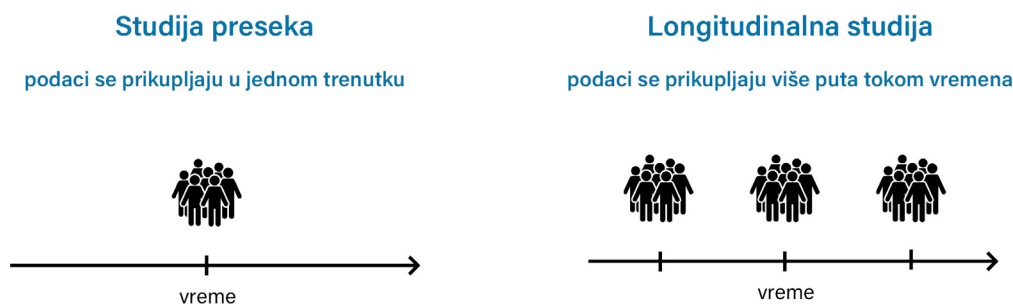 Studija preseka
podaci se prikupljaju u jednom trenutku
vreme
Longitudinalna studija
podaci se prikupljaju više puta tokom vremena
vreme